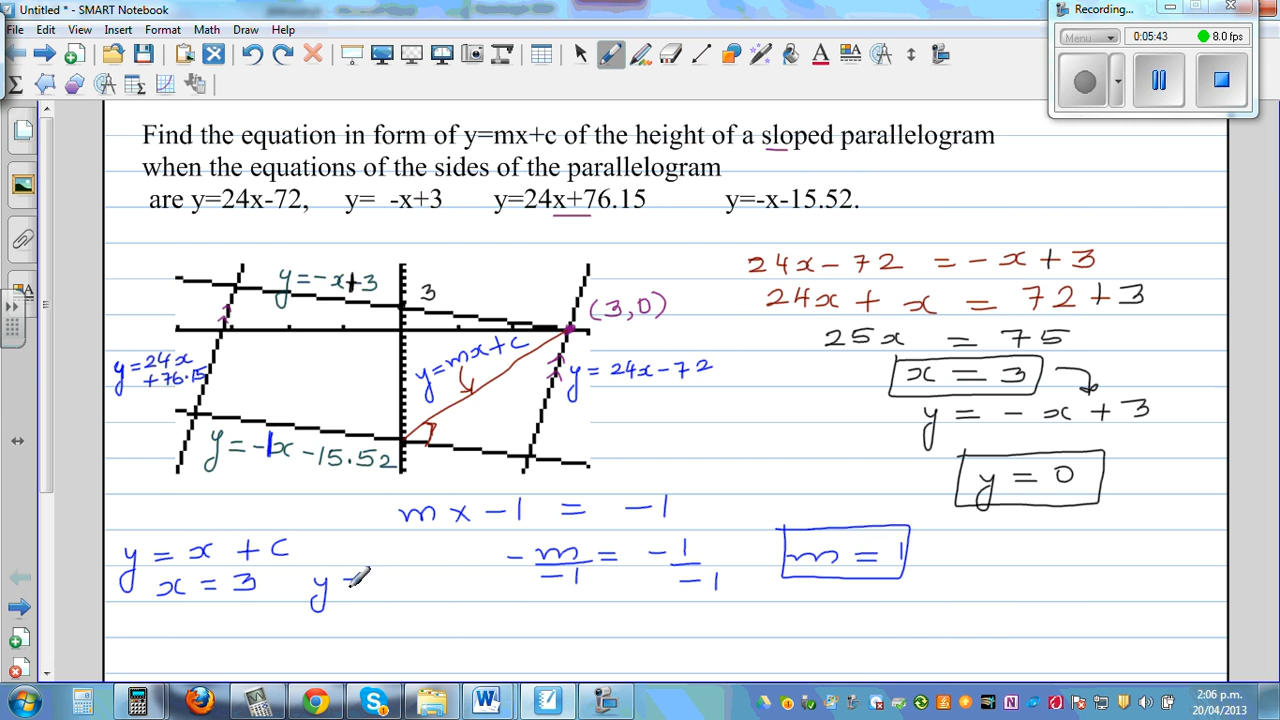 Untitled * - SMART Notebook
Recording...
File Edit View Insert Format Math Draw Help
Menu
0:05:43
8.0 fps
Find the equation in form of y=mx+c of the height of a sloped parallelogram
when the equations of the sides of the parallelogram
are y=24x-72, y= -x+3 y=24x+76.15 y=-x-15.52.
y=-x+3
3
(3,0)
y=24x
+76.15
y=mx+c
y=24x-72
y=-1x-15.52
24x-72 = -x+3
24x + x = 72+3
25x = 75
x = 3
y = -x+3
y = 0
m x -1 = -1
y = x + c
-m/-1 = -1/-1
m = 1
x = 3 y =
2:06 p.m.
20/04/2013